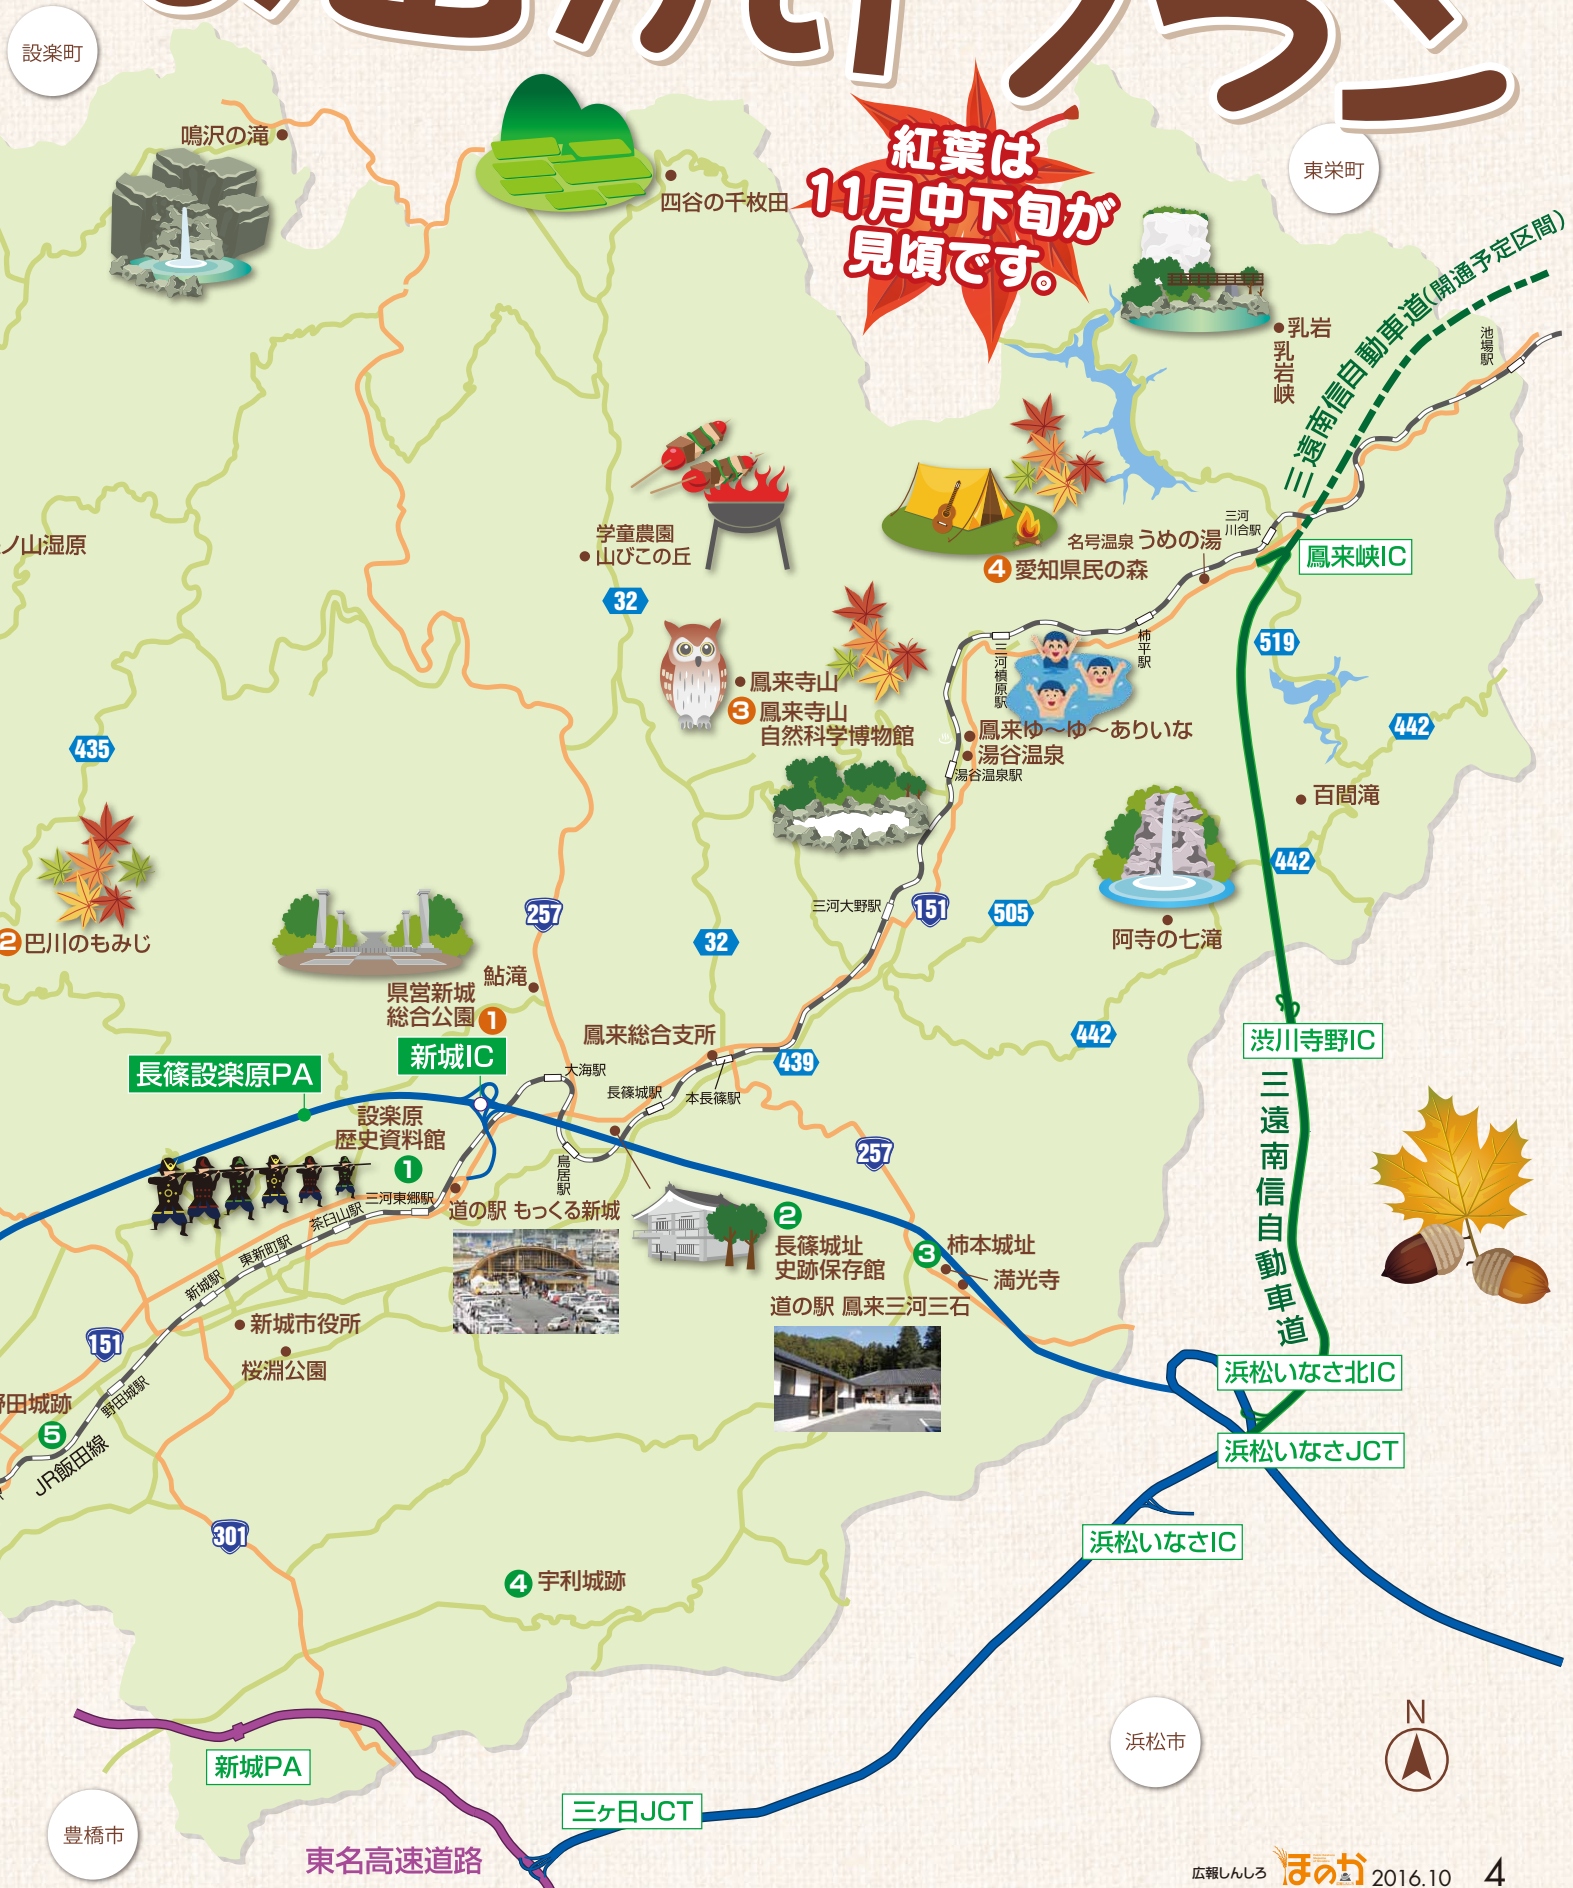 設楽町
プラン
鳴沢の滝
四谷の千枚田
紅葉は
11月中下旬が
見頃です。
東栄町
三遠南信自動車道(開通予定区間)
池場駅
乳岩
乳岩峡
ノ山湿原
学童農園
山びこの丘
32
名号温泉 うめの湯
三河
川合駅
鳳来峡IC
4 愛知県民の森
519
柿平駅
三河槙原駅
鳳来寺山
3 鳳来寺山
自然科学博物館
鳳来ゆ～ゆ～ありいな
湯谷温泉
湯谷温泉駅
442
435
百間滝
442
2 巴川のもみじ
257
三河大野駅
151
505
32
阿寺の七滝
鮎滝
県営新城
総合公園 1
442
鳳来総合支所
渋川寺野IC
新城IC
長篠設楽原PA
439
大海駅
長篠城駅
本長篠駅
三遠南信自動車道
設楽原
歴史資料館
1
257
鳥居駅
三河東郷駅
茶臼山駅
東新町駅
新城駅
道の駅 もっくる新城
2
長篠城址
史跡保存館
3 柿本城址
満光寺
道の駅 鳳来三河三石
新城市役所
桜淵公園
151
野田城駅
野田城跡
5
JR飯田線
浜松いなさ北IC
浜松いなさJCT
浜松いなさIC
301
4 宇利城跡
新城PA
三ヶ日JCT
東名高速道路
豊橋市
浜松市
N
広報しんしろ ほのか 2016.10 4